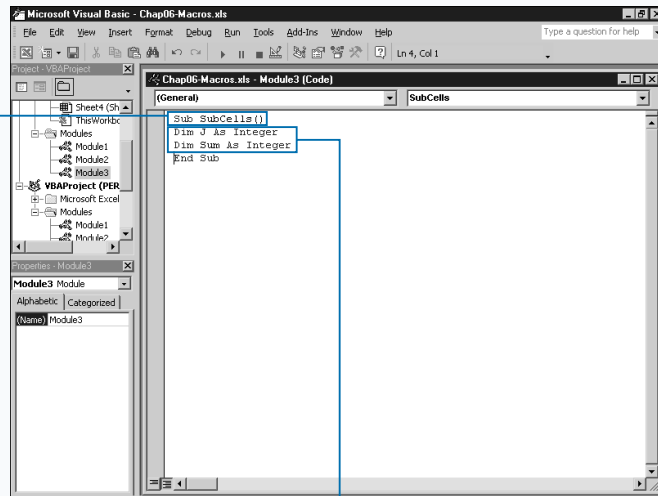 Microsoft Visual Basic - Chap06-Macros.xls
File Edit View Insert Format Debug Run Tools Add-Ins Window Help
Type a question for help
Ln 4, Col 1
Project - VBAProject
Sheet4 (Sh
ThisWorkbo
Modules
Module1
Module2
Module3
VBAProject (PER
Microsoft Excel
Modules
Module1
Module2
Properties - Module3
Module3 Module
Alphabetic Categorized
(Name) Module3
Chap06-Macros.xls - Module3 (Code)
(General) SubCells
Sub SubCells()
Dim J As Integer
Dim Sum As Integer
End Sub